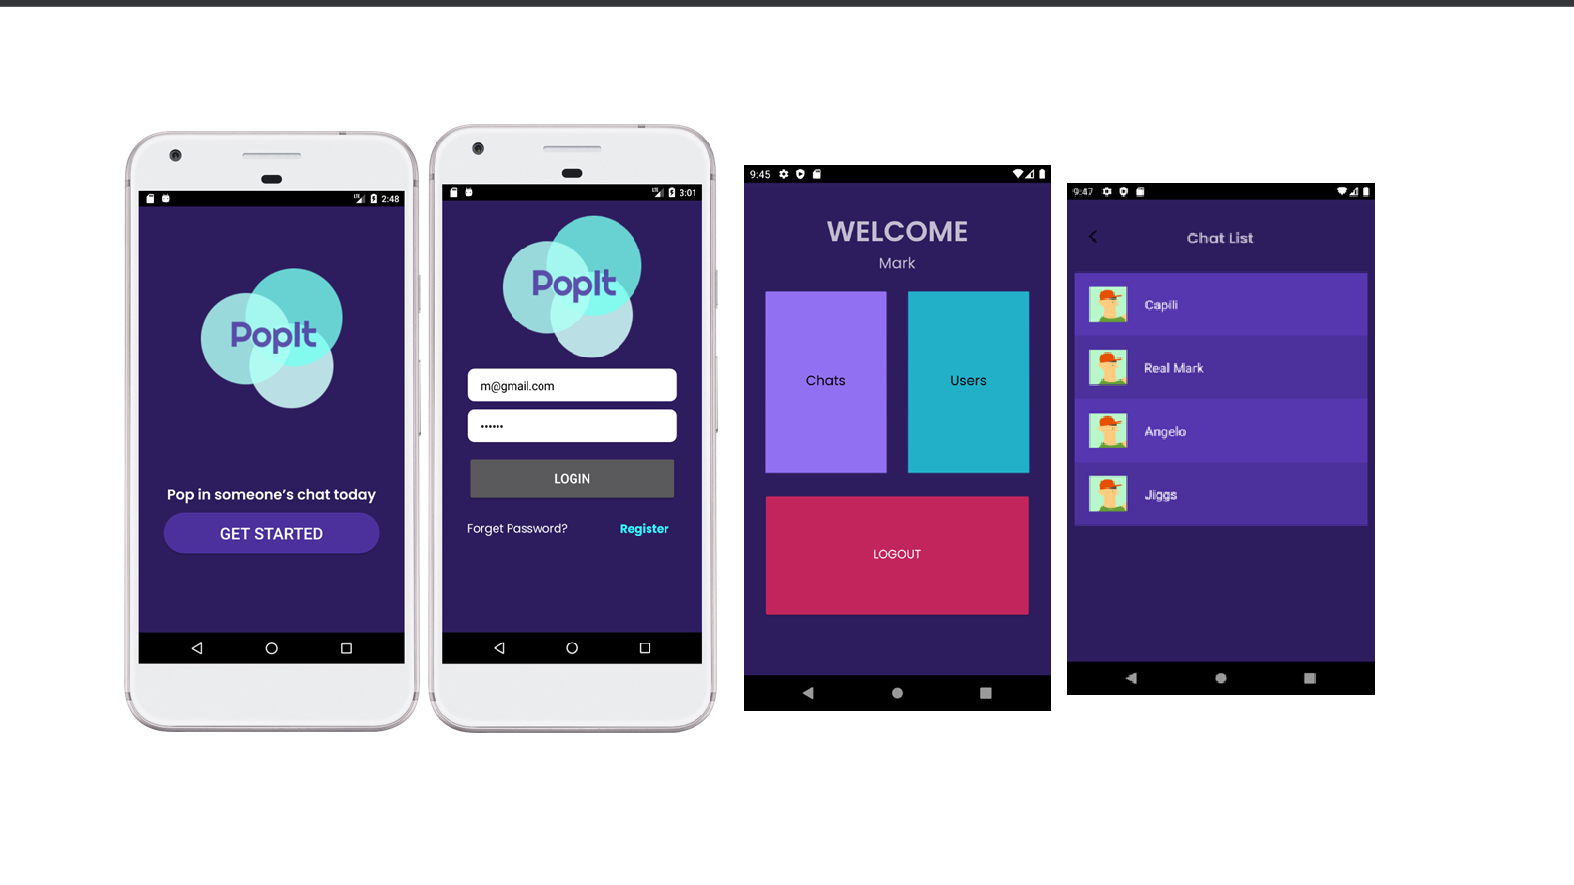 2:48
PopIt
Pop in someone's chat today
GET STARTED
LTE
3:01
PopIt
m@gmail.com
••••••
LOGIN
Forget Password?
Register
9:45
WELCOME
Mark
Chats
Users
LOGOUT
9:47
Chat List
Capili
Real Mark
Angelo
Jiggs